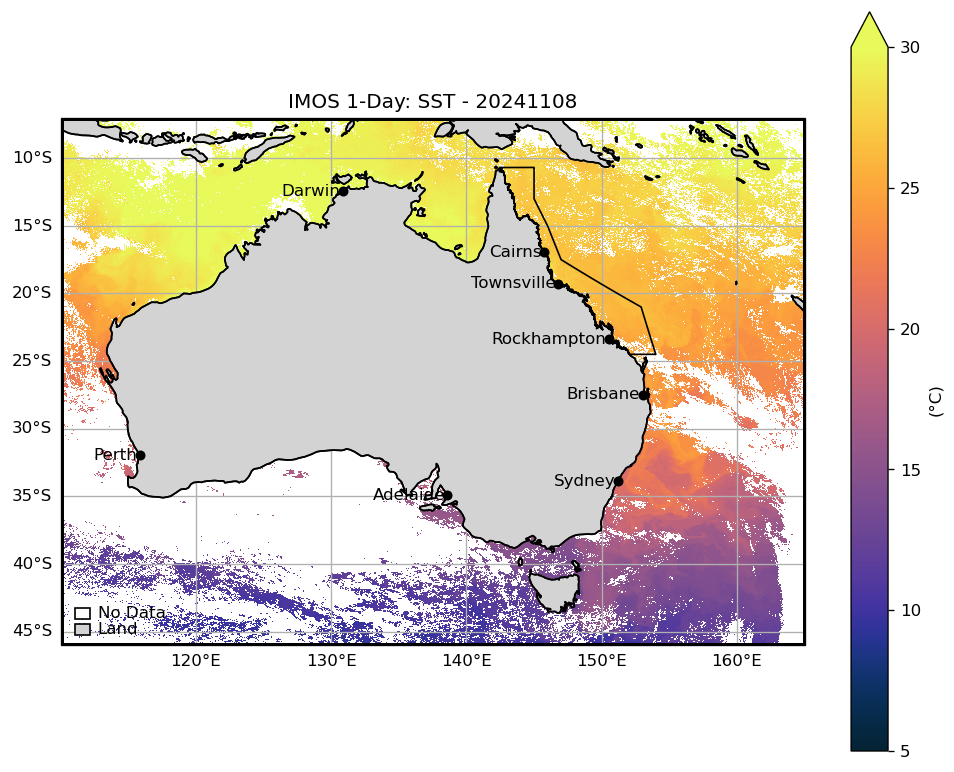 IMOS 1-Day: SST - 20241108
30
25
20
15
10
5
(°C)
10°S
15°S
20°S
25°S
30°S
35°S
40°S
45°S
Darwin
Cairns
Townsville
Rockhampton
Brisbane
Perth
Sydney
Adelaide
No Data
Land
120°E
130°E
140°E
150°E
160°E